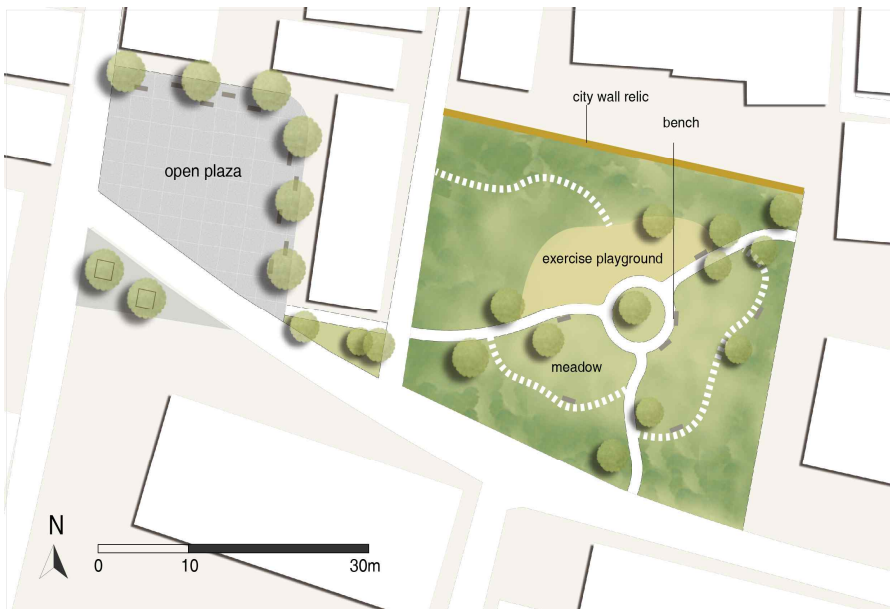 city wall relic
bench
open plaza
exercise playground
meadow
N
0
10
30m